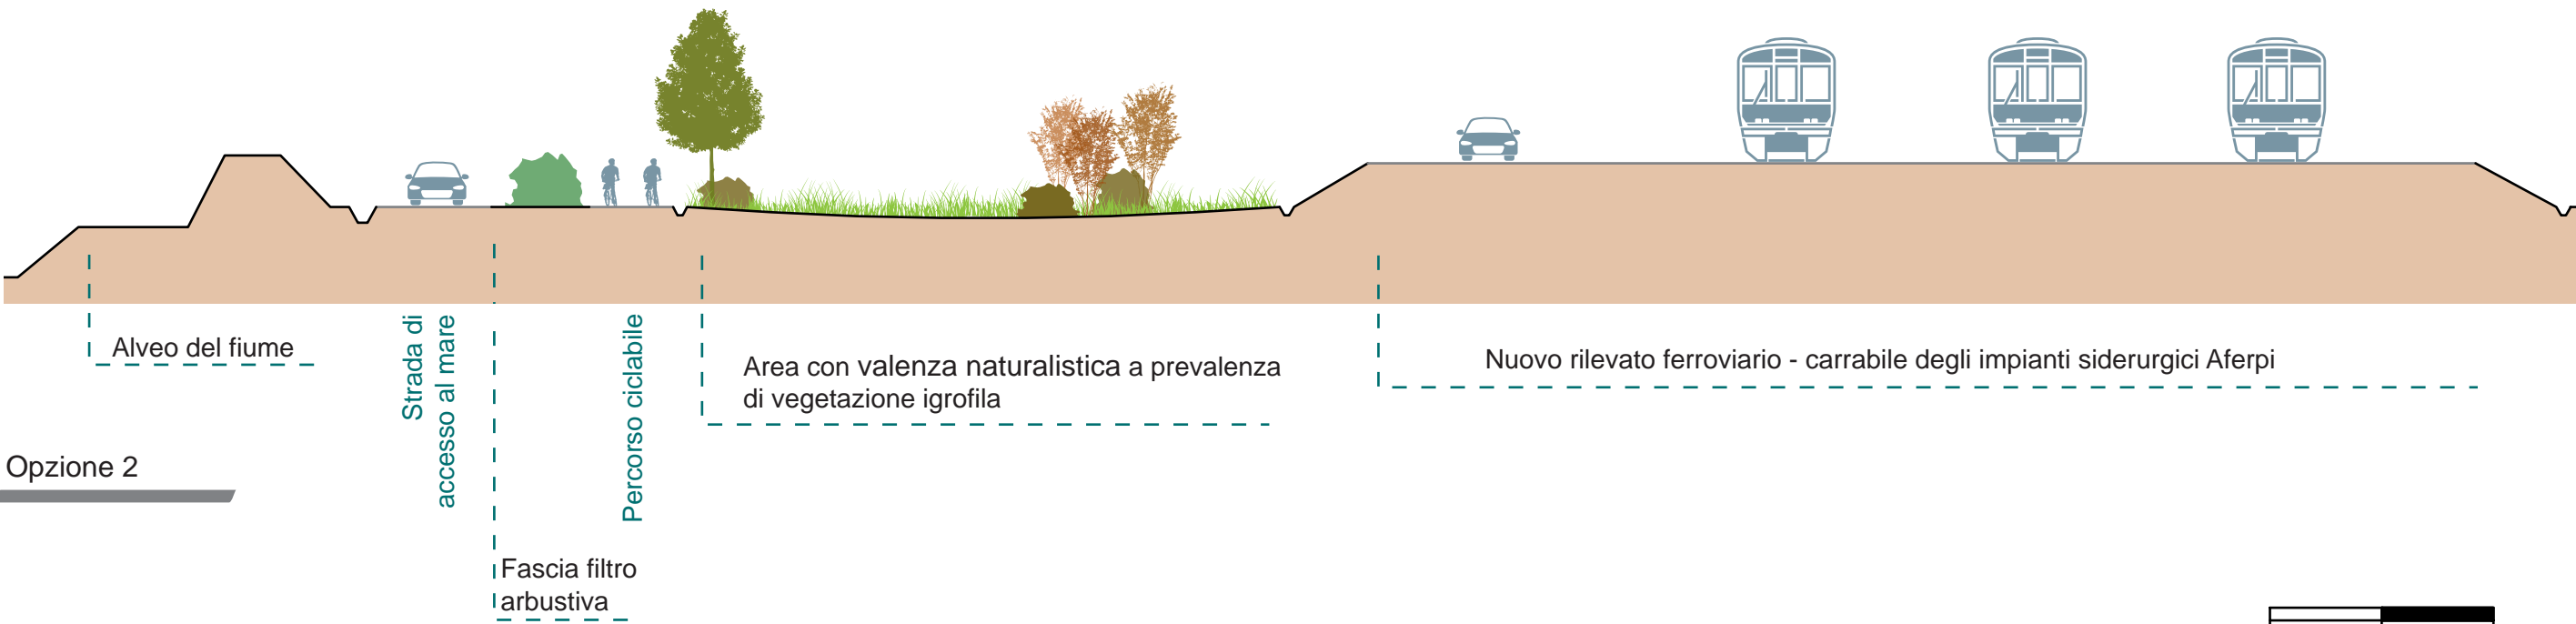 Alveo del fiume
Strada di
accesso al mare
Percorso ciclabile
Area con valenza naturalistica a prevalenza
di vegetazione igrofila
Nuovo rilevato ferroviario - carrabile degli impianti siderurgici Aferpi
Opzione 2
Fascia filtro
arbustiva